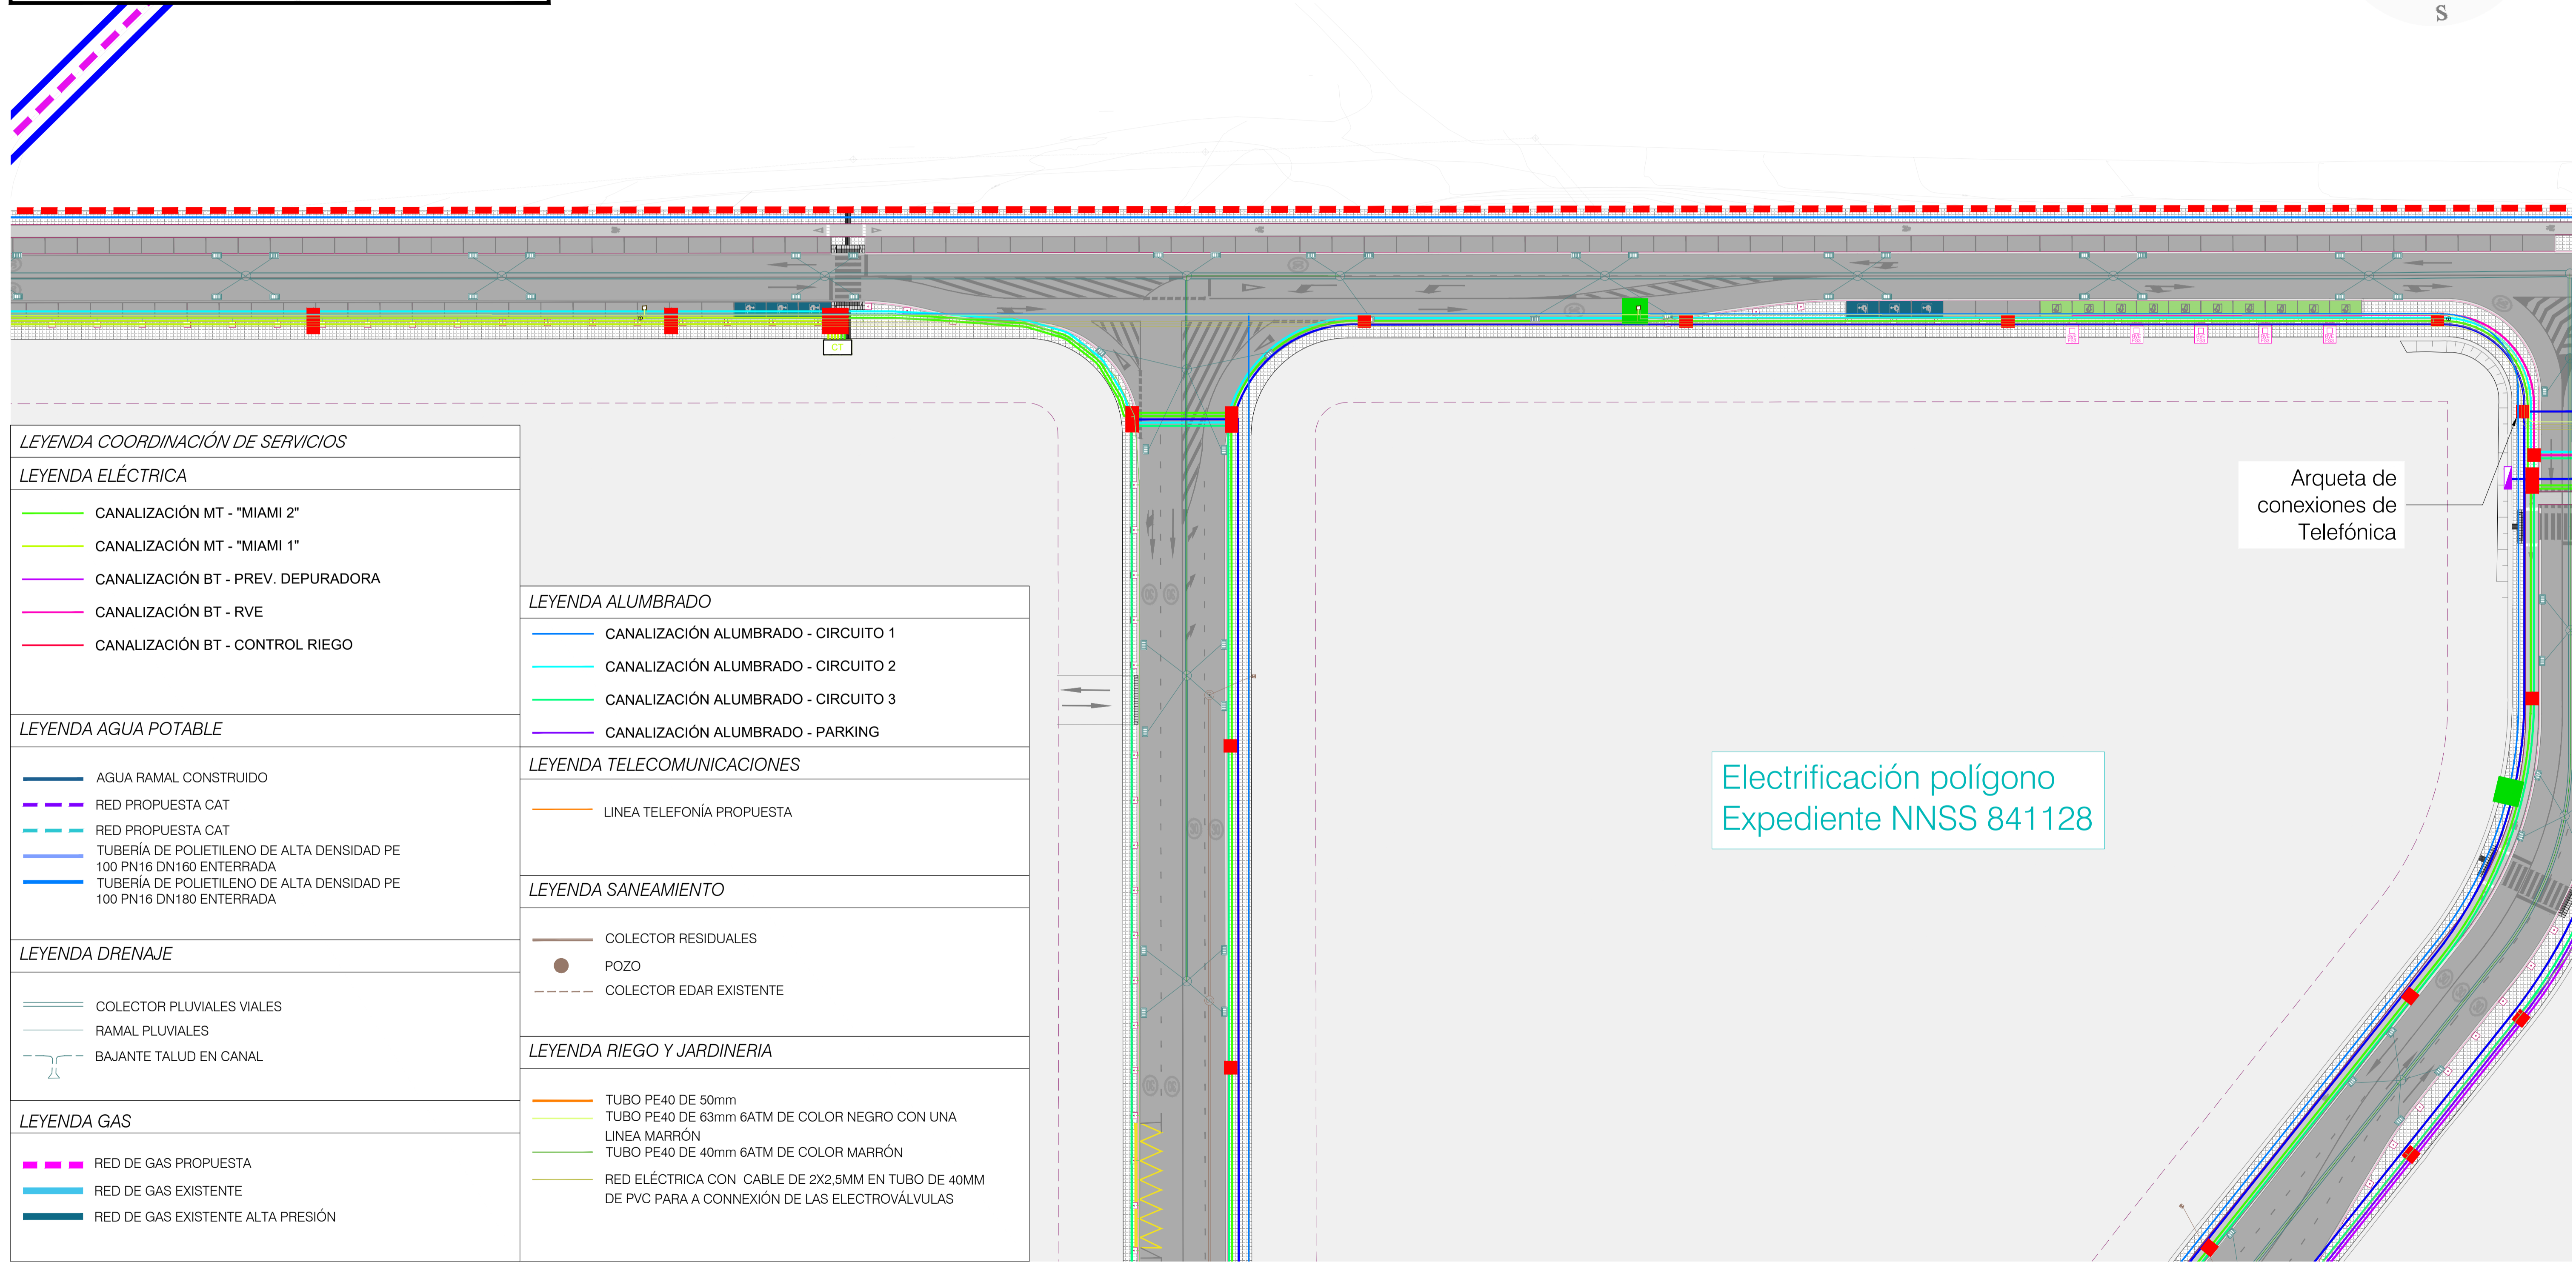 S
CT
LEYENDA COORDINACIÓN DE SERVICIOS
LEYENDA ELÉCTRICA
CANALIZACIÓN MT - "MIAMI 2"
CANALIZACIÓN MT - "MIAMI 1"
CANALIZACIÓN BT - PREV. DEPURADORA
CANALIZACIÓN BT - RVE
CANALIZACIÓN BT - CONTROL RIEGO
LEYENDA AGUA POTABLE
AGUA RAMAL CONSTRUIDO
RED PROPUESTA CAT
RED PROPUESTA CAT
TUBERÍA DE POLIETILENO DE ALTA DENSIDAD PE
100 PN16 DN160 ENTERRADA
TUBERÍA DE POLIETILENO DE ALTA DENSIDAD PE
100 PN16 DN180 ENTERRADA
LEYENDA DRENAJE
COLECTOR PLUVIALES VIALES
RAMAL PLUVIALES
BAJANTE TALUD EN CANAL
LEYENDA GAS
RED DE GAS PROPUESTA
RED DE GAS EXISTENTE
RED DE GAS EXISTENTE ALTA PRESIÓN
LEYENDA ALUMBRADO
CANALIZACIÓN ALUMBRADO - CIRCUITO 1
CANALIZACIÓN ALUMBRADO - CIRCUITO 2
CANALIZACIÓN ALUMBRADO - CIRCUITO 3
CANALIZACIÓN ALUMBRADO - PARKING
LEYENDA TELECOMUNICACIONES
LINEA TELEFONÍA PROPUESTA
LEYENDA SANEAMIENTO
COLECTOR RESIDUALES
POZO
COLECTOR EDAR EXISTENTE
LEYENDA RIEGO Y JARDINERIA
TUBO PE40 DE 50mm
TUBO PE40 DE 63mm 6ATM DE COLOR NEGRO CON UNA
LINEA MARRÓN
TUBO PE40 DE 40mm 6ATM DE COLOR MARRÓN
RED ELÉCTRICA CON CABLE DE 2X2,5MM EN TUBO DE 40MM
DE PVC PARA A CONNEXIÓN DE LAS ELECTROVÁLVULAS
Arqueta de
conexiones de
Telefónica
Electrificación polígono
Expediente NNSS 841128